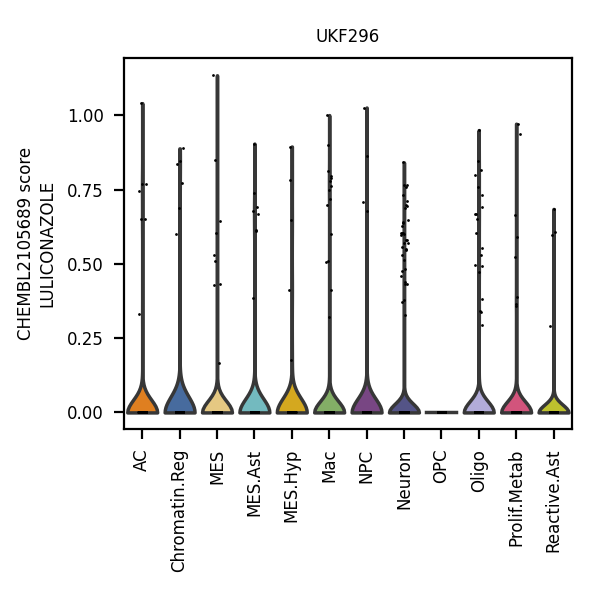 UKF296
CHEMBL2105689 score
LULICONAZOLE
1.00
0.75
0.50
0.25
0.00
AC
Chromatin.Reg
MES
MES.Ast
MES.Hyp
Mac
NPC
Neuron
OPC
Oligo
Prolif.Metab
Reactive.Ast